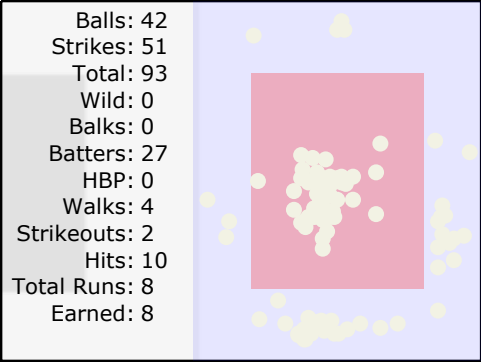 Balls: 42
Strikes: 51
Total: 93
Wild: 0
Balks: 0
Batters: 27
HBP: 0
Walks: 4
Strikeouts: 2
Hits: 10
Total Runs: 8
Earned: 8